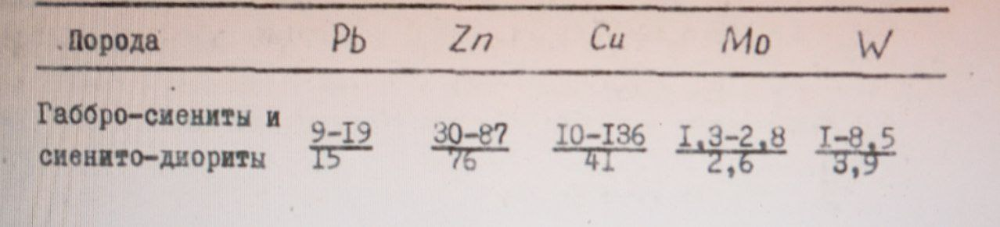 Порода Pb Zn Cu Mo W
Габбро-сиениты и
сиенито-диориты
9-I9 30-87 I0-I36 I,3-2,8 I-8,5
I5 76 4I 2,6 3,9